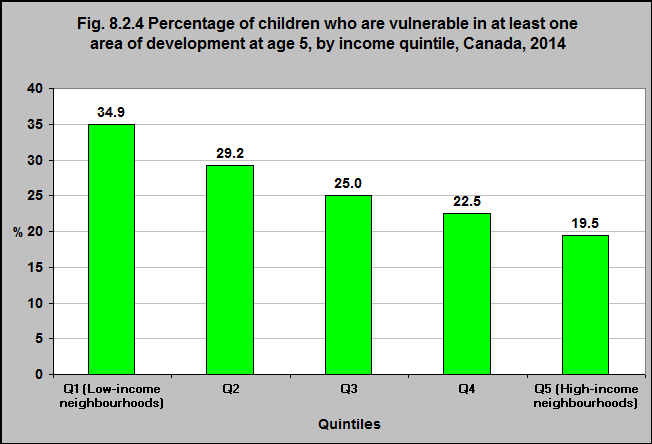 Fig. 8.2.4 Percentage of children who are vulnerable in at least one
area of development at age 5, by income quintile, Canada, 2014
40
35
30
25
% 20
15
10
5
0
34.9
29.2
25.0
22.5
19.5
Q1 (Low-income
neighbourhoods)
Q2
Q3
Q4
Q5 (High-income
neighbourhoods)
Quintiles